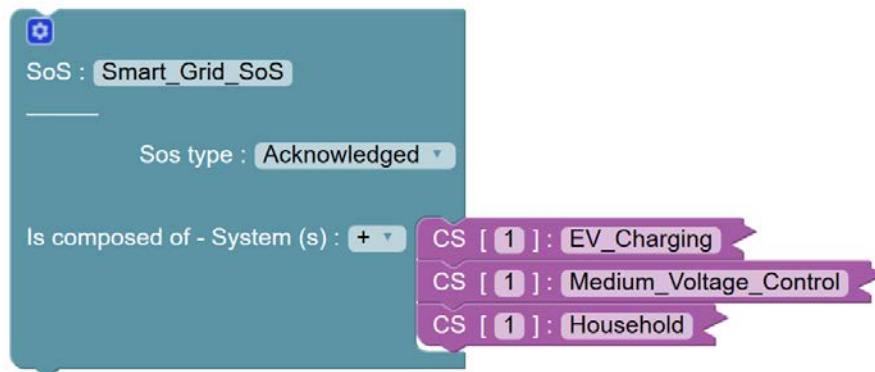 SoS : Smart_Grid_SoS
Sos type : Acknowledged
Is composed of - System (s) : +
CS [ 1 ] : EV_Charging
CS [ 1 ] : Medium_Voltage_Control
CS [ 1 ] : Household